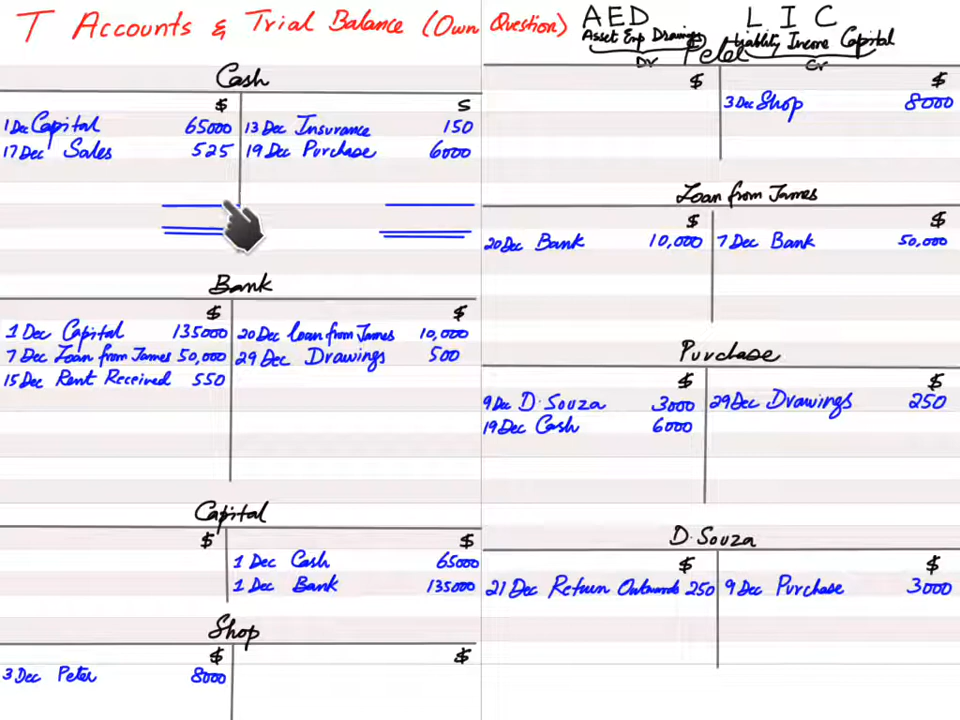 T Accounts & Trial Balance (Own Question)
AED
Asset Exp Drawings
Dr
LIC
Liability Income Capital
Cr
Cash
$ $
1 Dec Capital 65000 13 Dec Insurance 150
17 Dec Sales 525 19 Dec Purchase 6000
Bank
$ $
1 Dec Capital 135000 20 Dec loan from James 10,000
7 Dec Loan from James 50,000 29 Dec Drawings 500
15 Dec Rent Received 550
Capital
$ $
1 Dec Cash 65000
1 Dec Bank 135000
Shop
$ $
3 Dec Peter 8000
Peter
$ $
3 Dec Shop 8000
Loan from James
$ $
20 Dec Bank 10,000 7 Dec Bank 50,000
Purchase
$ $
9 Dec D. Souza 3000 29 Dec Drawings 250
19 Dec Cash 6000
D. Souza
$ $
21 Dec Return Outwards 250 9 Dec Purchase 3000